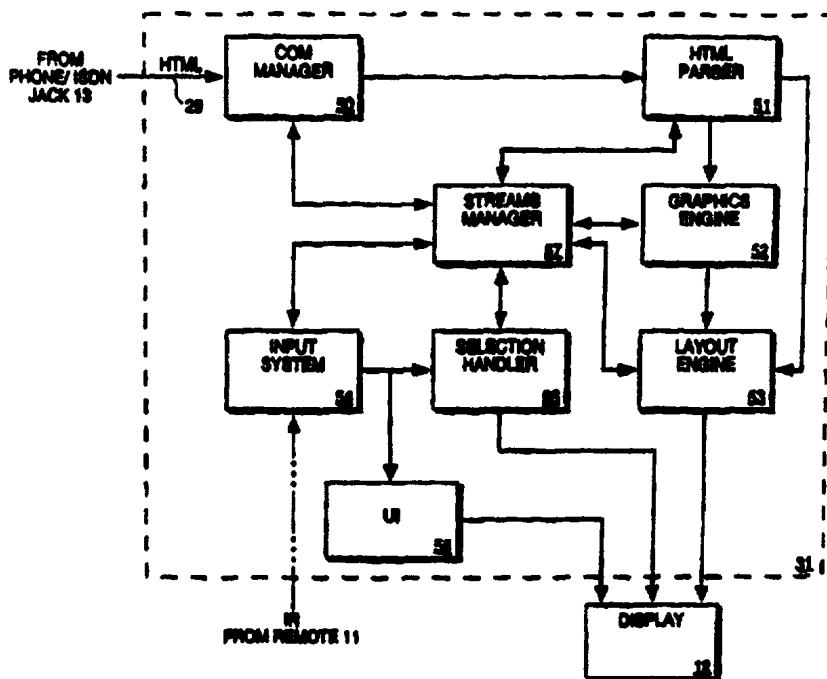 FROM
PHONE/ISDN
JACK 13
HTML
29
COM
MANAGER
50
HTML
PARSER
51
STREAMS
MANAGER
57
GRAPHICS
ENGINE
52
INPUT
SYSTEM
54
SELECTION
HANDLER
LAYOUT
ENGINE
53
UI
31
IR
FROM REMOTE 11
DISPLAY
12